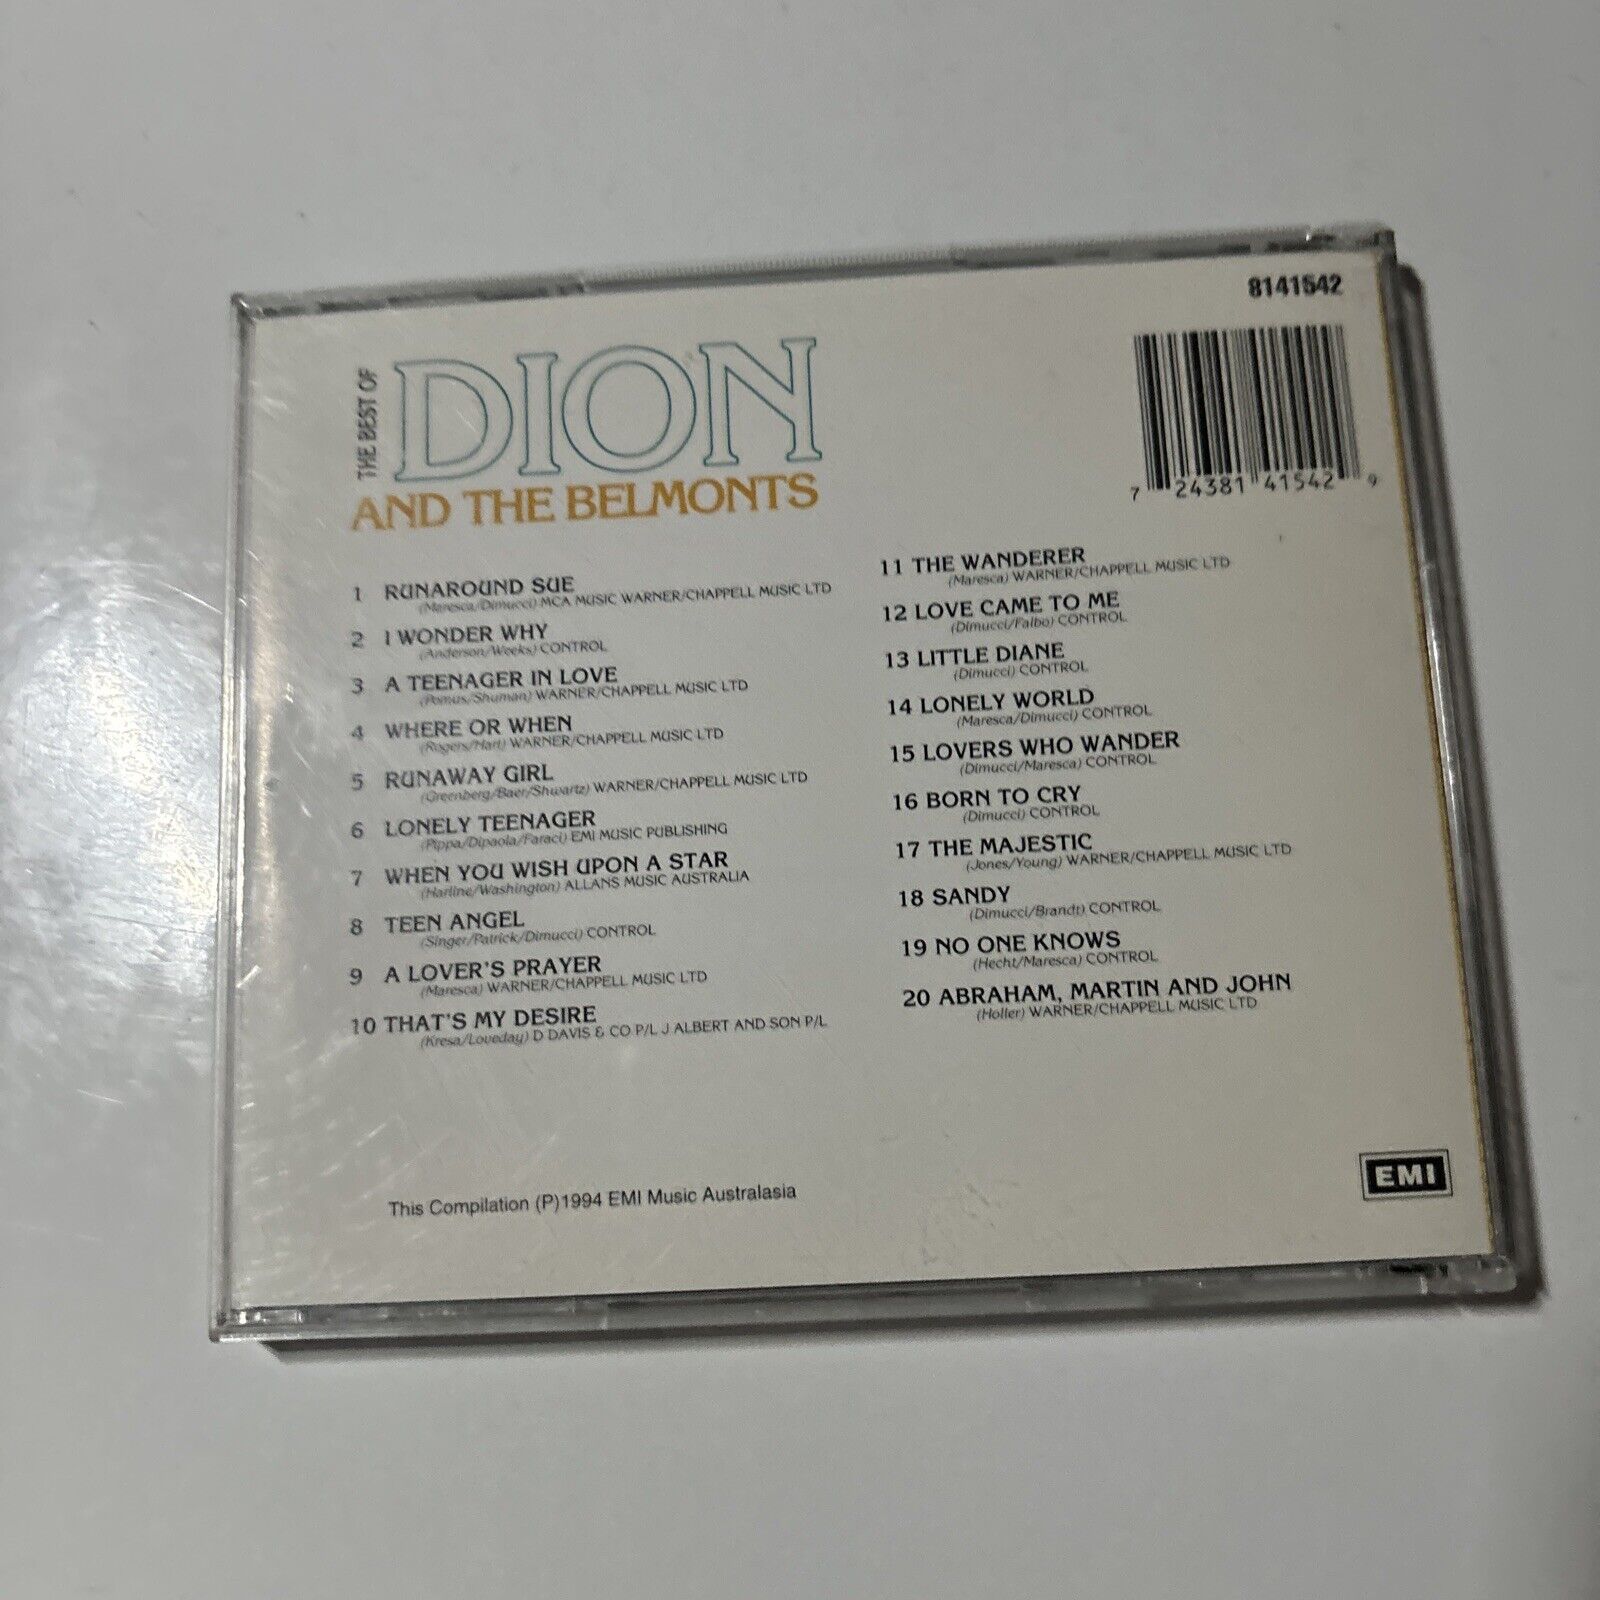 8141542
THE BEST OF
DION
AND THE BELMONTS
7 24381 41542 9
1 RUNAROUND SUE
(Maresca/Dimucci) MCA MUSIC WARNER/CHAPPELL MUSIC LTD
2 I WONDER WHY
(Anderson/Weeks) CONTROL
3 A TEENAGER IN LOVE
(Pomus/Shuman) WARNER/CHAPPELL MUSIC LTD
4 WHERE OR WHEN
(Rogers/Hart) WARNER/CHAPPELL MUSIC LTD
5 RUNAWAY GIRL
(Greenberg/Baer/Shwartz) WARNER/CHAPPELL MUSIC LTD
6 LONELY TEENAGER
(Pippa/Dipaola/Faraci) EMI MUSIC PUBLISHING
7 WHEN YOU WISH UPON A STAR
(Harline/Washington) ALLANS MUSIC AUSTRALIA
8 TEEN ANGEL
(Singer/Patrick/Dimucci) CONTROL
9 A LOVER'S PRAYER
(Maresca) WARNER/CHAPPELL MUSIC LTD
10 THAT'S MY DESIRE
(Kresa/Loveday) D DAVIS & CO P/L J ALBERT AND SON P/L
11 THE WANDERER
(Maresca) WARNER/CHAPPELL MUSIC LTD
12 LOVE CAME TO ME
(Dimucci/Falbo) CONTROL
13 LITTLE DIANE
(Dimucci) CONTROL
14 LONELY WORLD
(Maresca/Dimucci) CONTROL
15 LOVERS WHO WANDER
(Dimucci/Maresca) CONTROL
16 BORN TO CRY
(Dimucci) CONTROL
17 THE MAJESTIC
(Jones/Young) WARNER/CHAPPELL MUSIC LTD
18 SANDY
(Dimucci/Brandt) CONTROL
19 NO ONE KNOWS
(Hecht/Maresca) CONTROL
20 ABRAHAM, MARTIN AND JOHN
(Holler) WARNER/CHAPPELL MUSIC LTD
This Compilation (P)1994 EMI Music Australasia
EMI